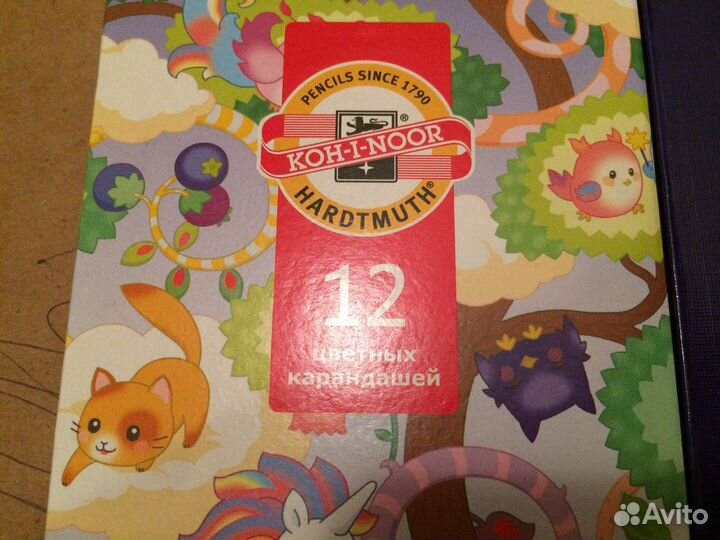 PENCILS SINCE 1790
®
KOH-I-NOOR
HARDTMUTH®
12
цветных
карандашей
Avito